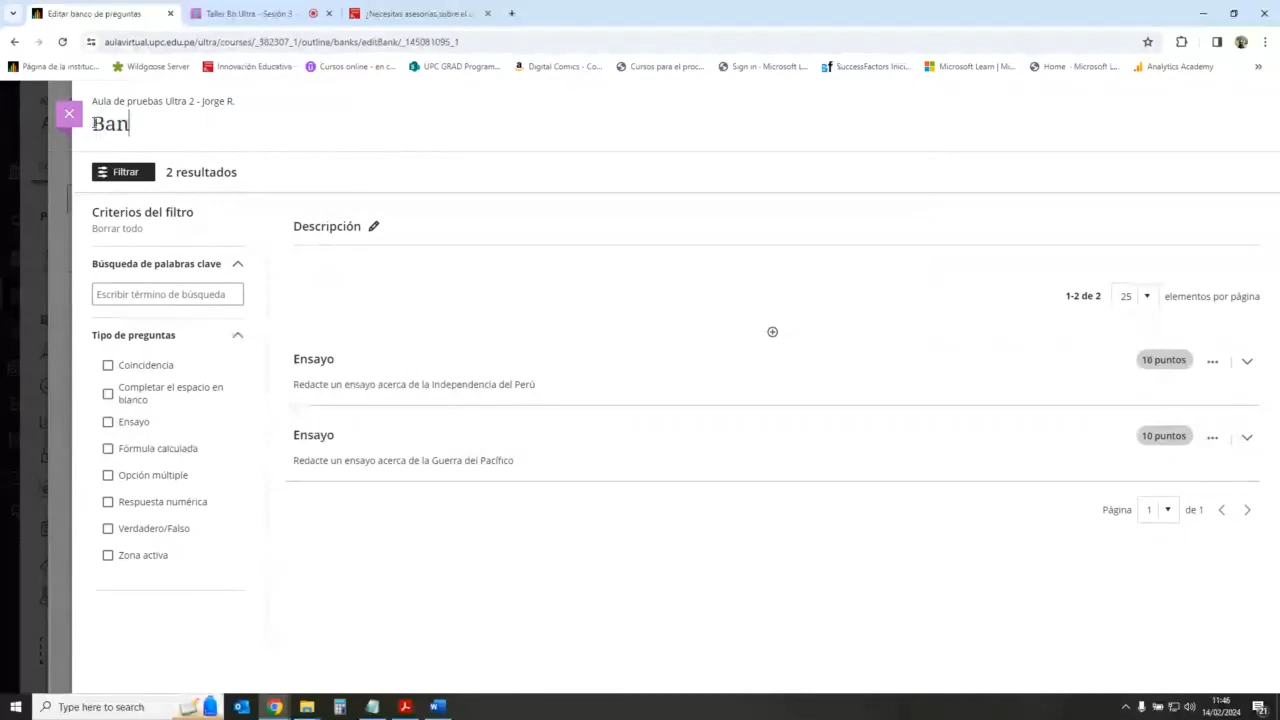 Editar banco de preguntas
Taller Bb Ultra - Sesión 3
¿Necesitas asesorías sobre el u
aulavirtual.upc.edu.pe/ultra/courses/_382307_1/outline/banks/editBank/_145081095_1
Página de la instituc...
Wildgoose Server
Innovación Educativa
Cursos online - en c...
UPC GRAD Program...
Digital Comics - Co...
Cursos para el proc...
Sign in - Microsoft L...
SuccessFactors Inici...
Microsoft Learn | Mi...
Home - Microsoft L...
Analytics Academy
»
Aula de pruebas Ultra 2 - Jorge R.
Ban
Filtrar
2 resultados
Criterios del filtro
Borrar todo
Descripción
Búsqueda de palabras clave
Escribir término de búsqueda
1-2 de 2
25
elementos por página
Tipo de preguntas
Coincidencia
Completar el espacio en
blanco
Ensayo
Fórmula calculada
Opción múltiple
Respuesta numérica
Verdadero/Falso
Zona activa
Ensayo
10 puntos
Redacte un ensayo acerca de la Independencia del Perú
Ensayo
10 puntos
Redacte un ensayo acerca de la Guerra del Pacífico
Página
1
de 1
Type here to search
11:46
14/02/2024